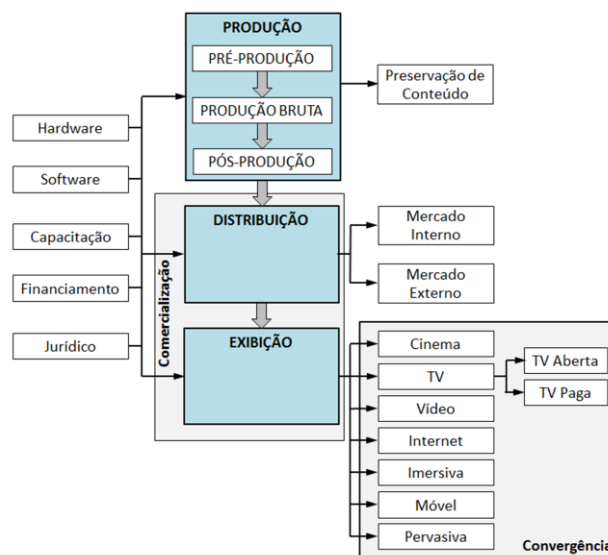 PRODUÇÃO
PRÉ-PRODUÇÃO
PRODUÇÃO BRUTA
PÓS-PRODUÇÃO
Preservação de
Conteúdo
Hardware
Software
Capacitação
Financiamento
Jurídico
Comercialização
DISTRIBUIÇÃO
Mercado
Interno
Mercado
Externo
EXIBIÇÃO
Cinema
TV
Vídeo
Internet
Imersiva
Móvel
Pervasiva
TV Aberta
TV Paga
Convergência